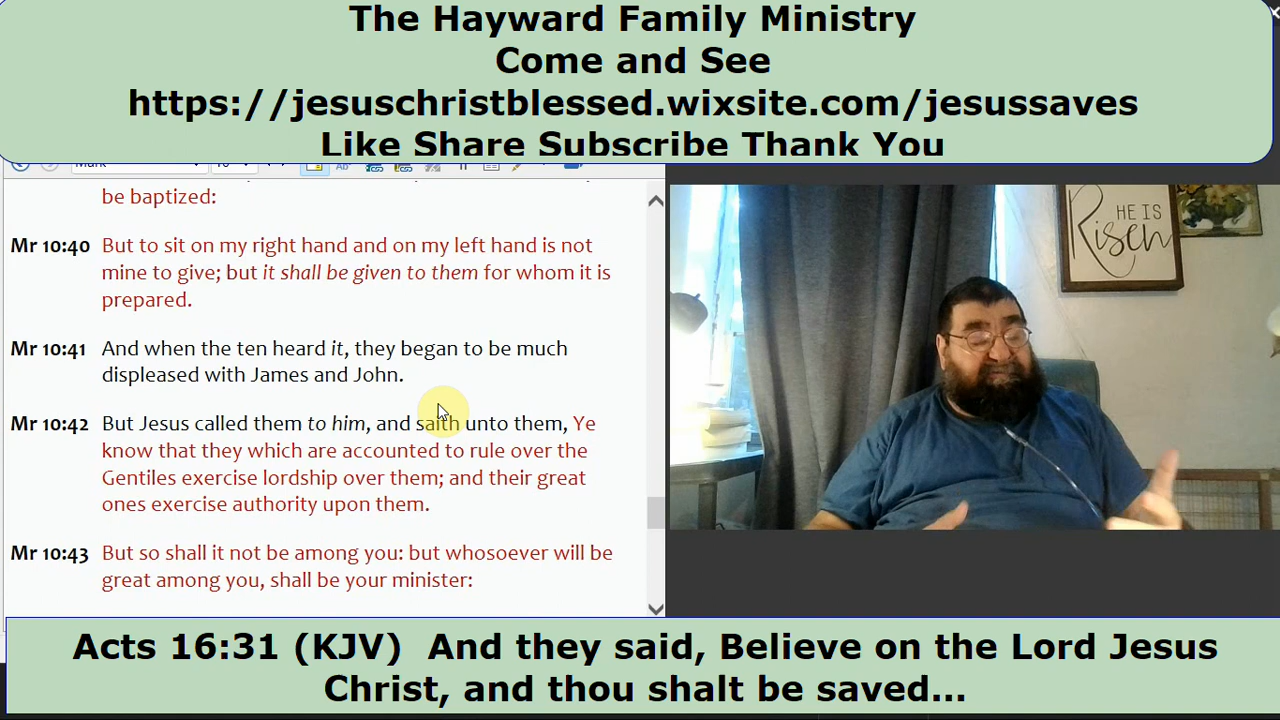 The Hayward Family Ministry
Come and See
https://jesuschristblessed.wixsite.com/jesussaves
Like Share Subscribe Thank You
be baptized:
Mr 10:40 But to sit on my right hand and on my left hand is not
mine to give; but it shall be given to them for whom it is
prepared.
Mr 10:41 And when the ten heard it, they began to be much
displeased with James and John.
Mr 10:42 But Jesus called them to him, and saith unto them, Ye
know that they which are accounted to rule over the
Gentiles exercise lordship over them; and their great
ones exercise authority upon them.
Mr 10:43 But so shall it not be among you: but whosoever will be
great among you, shall be your minister:
HE IS
Risen
Acts 16:31 (KJV) And they said, Believe on the Lord Jesus
Christ, and thou shalt be saved...